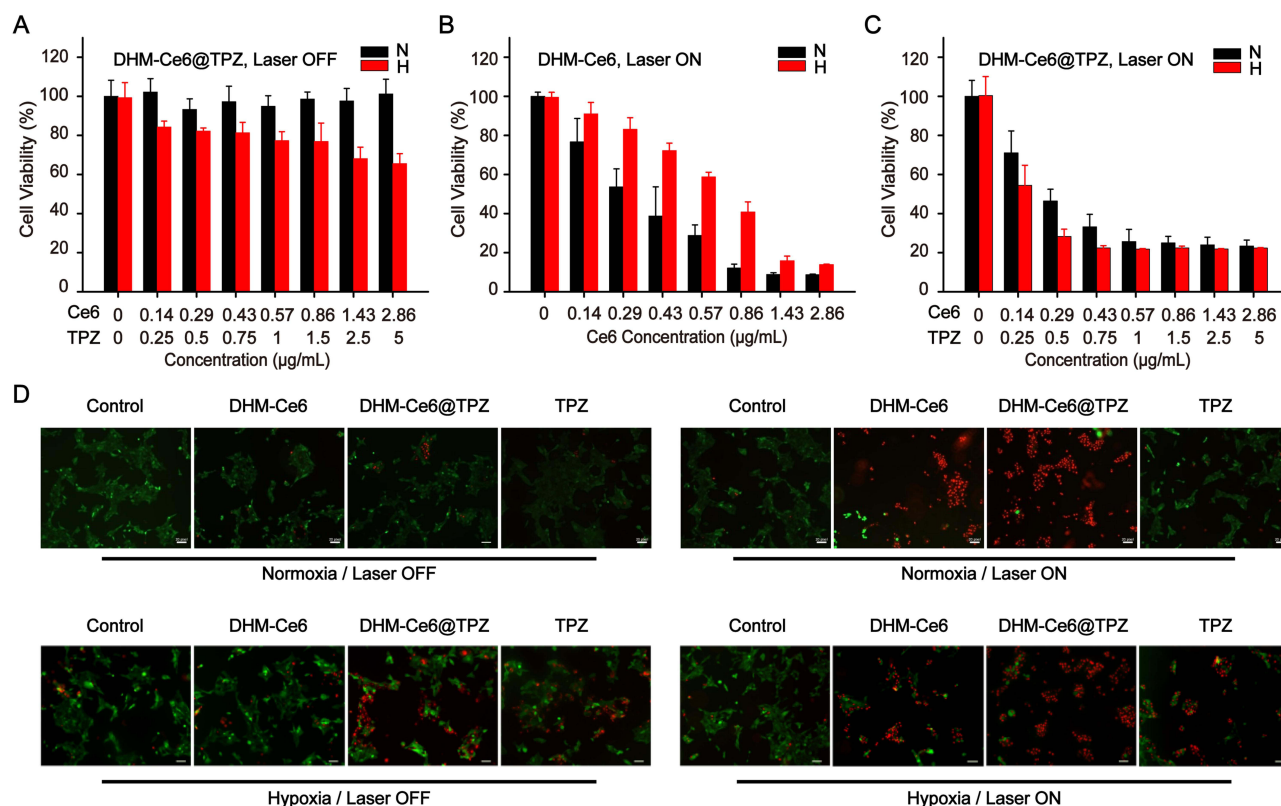 A
DHM-Ce6@TPZ, Laser OFF
N
H
Cell Viability (%)
120
100
80
60
40
20
0
Ce6 0 0.14 0.29 0.43 0.57 0.86 1.43 2.86
TPZ 0 0.25 0.5 0.75 1 1.5 2.5 5
Concentration (μg/mL)
B
DHM-Ce6, Laser ON
N
H
Cell Viability (%)
120
100
80
60
40
20
0
0 0.14 0.29 0.43 0.57 0.86 1.43 2.86
Ce6 Concentration (μg/mL)
C
DHM-Ce6@TPZ, Laser ON
N
H
Cell Viability (%)
120
100
80
60
40
20
0
Ce6 0 0.14 0.29 0.43 0.57 0.86 1.43 2.86
TPZ 0 0.25 0.5 0.75 1 1.5 2.5 5
Concentration (μg/mL)
D
Control DHM-Ce6 DHM-Ce6@TPZ TPZ
Normoxia / Laser OFF
Control DHM-Ce6 DHM-Ce6@TPZ TPZ
Normoxia / Laser ON
Control DHM-Ce6 DHM-Ce6@TPZ TPZ
Hypoxia / Laser OFF
Control DHM-Ce6 DHM-Ce6@TPZ TPZ
Hypoxia / Laser ON